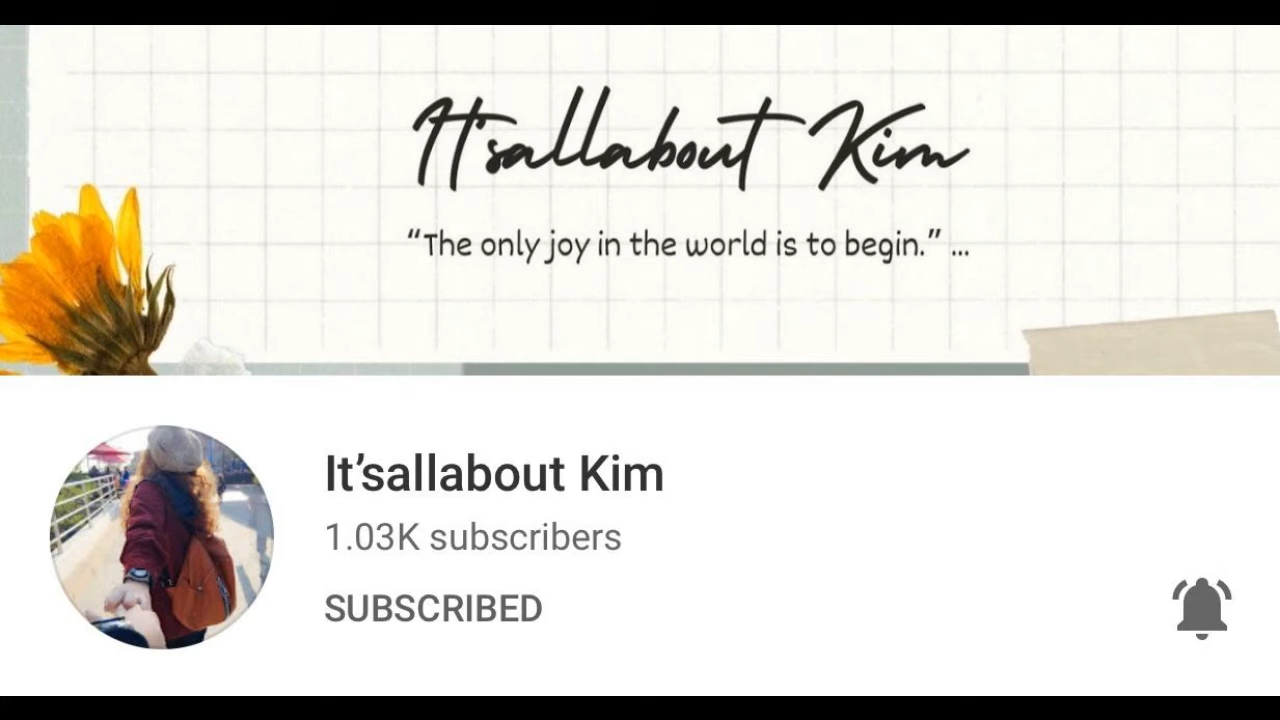 It'sallabout Kim
“The only joy in the world is to begin.” ...
It’sallabout Kim
1.03K subscribers
SUBSCRIBED